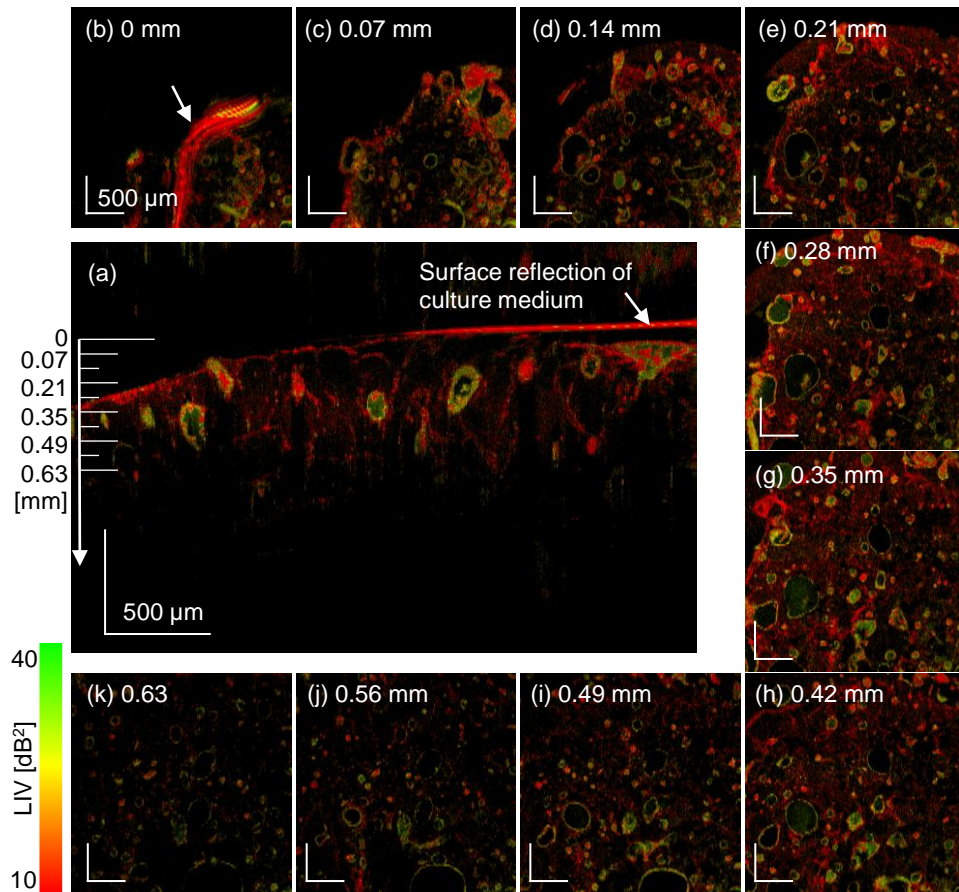 (b) 0 mm
(c) 0.07 mm
(d) 0.14 mm
(e) 0.21 mm
500 µm
(a)
Surface reflection of
culture medium
(f) 0.28 mm
0
0.07
0.21
0.35
0.49
0.63
[mm]
500 µm
(g) 0.35 mm
40
LIV [dB²]
10
(k) 0.63
(j) 0.56 mm
(i) 0.49 mm
(h) 0.42 mm